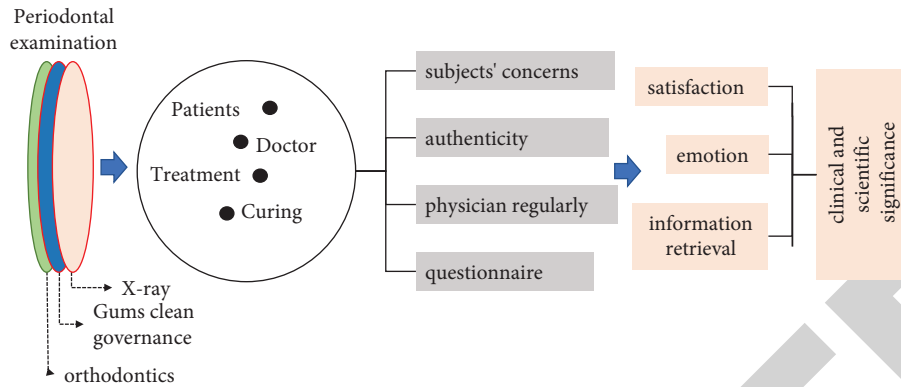 Periodontal
examination
Patients
Doctor
Treatment
Curing
X-ray
Gums clean
governance
orthodontics
subjects' concerns
authenticity
physician regularly
questionnaire
satisfaction
emotion
information
retrieval
clinical and
scientific
significance